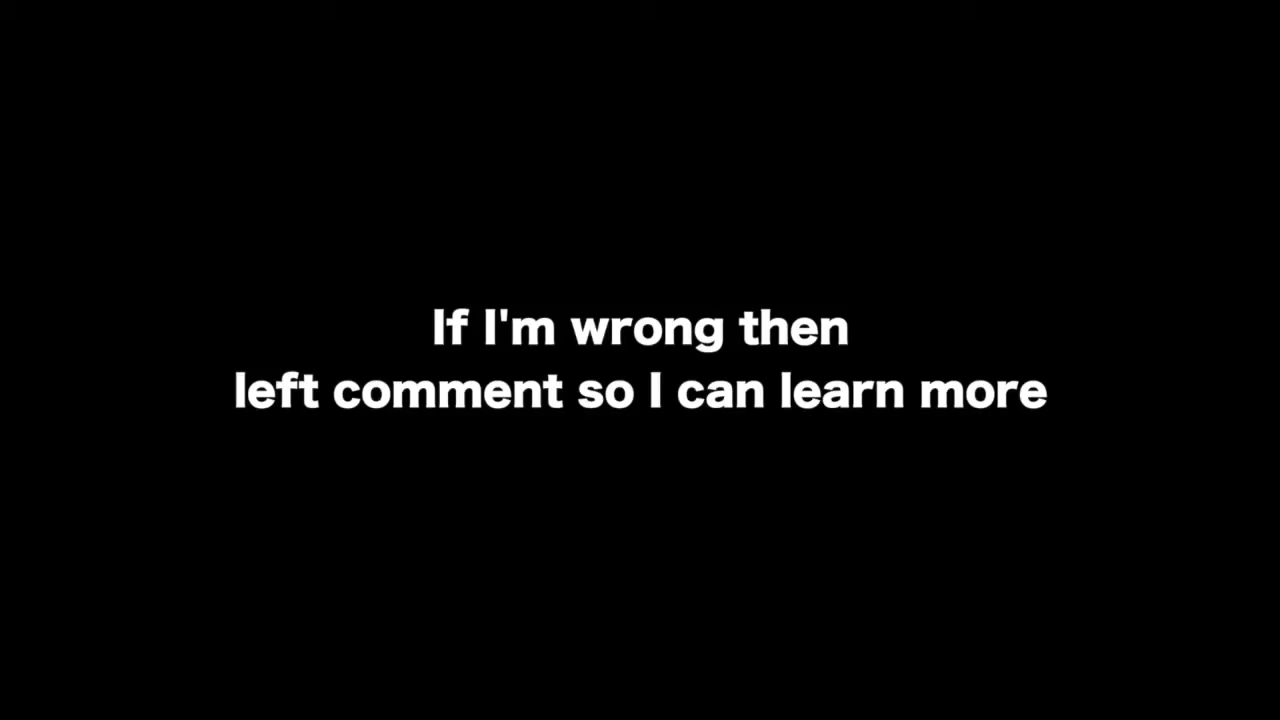 If I'm wrong then
left comment so I can learn more